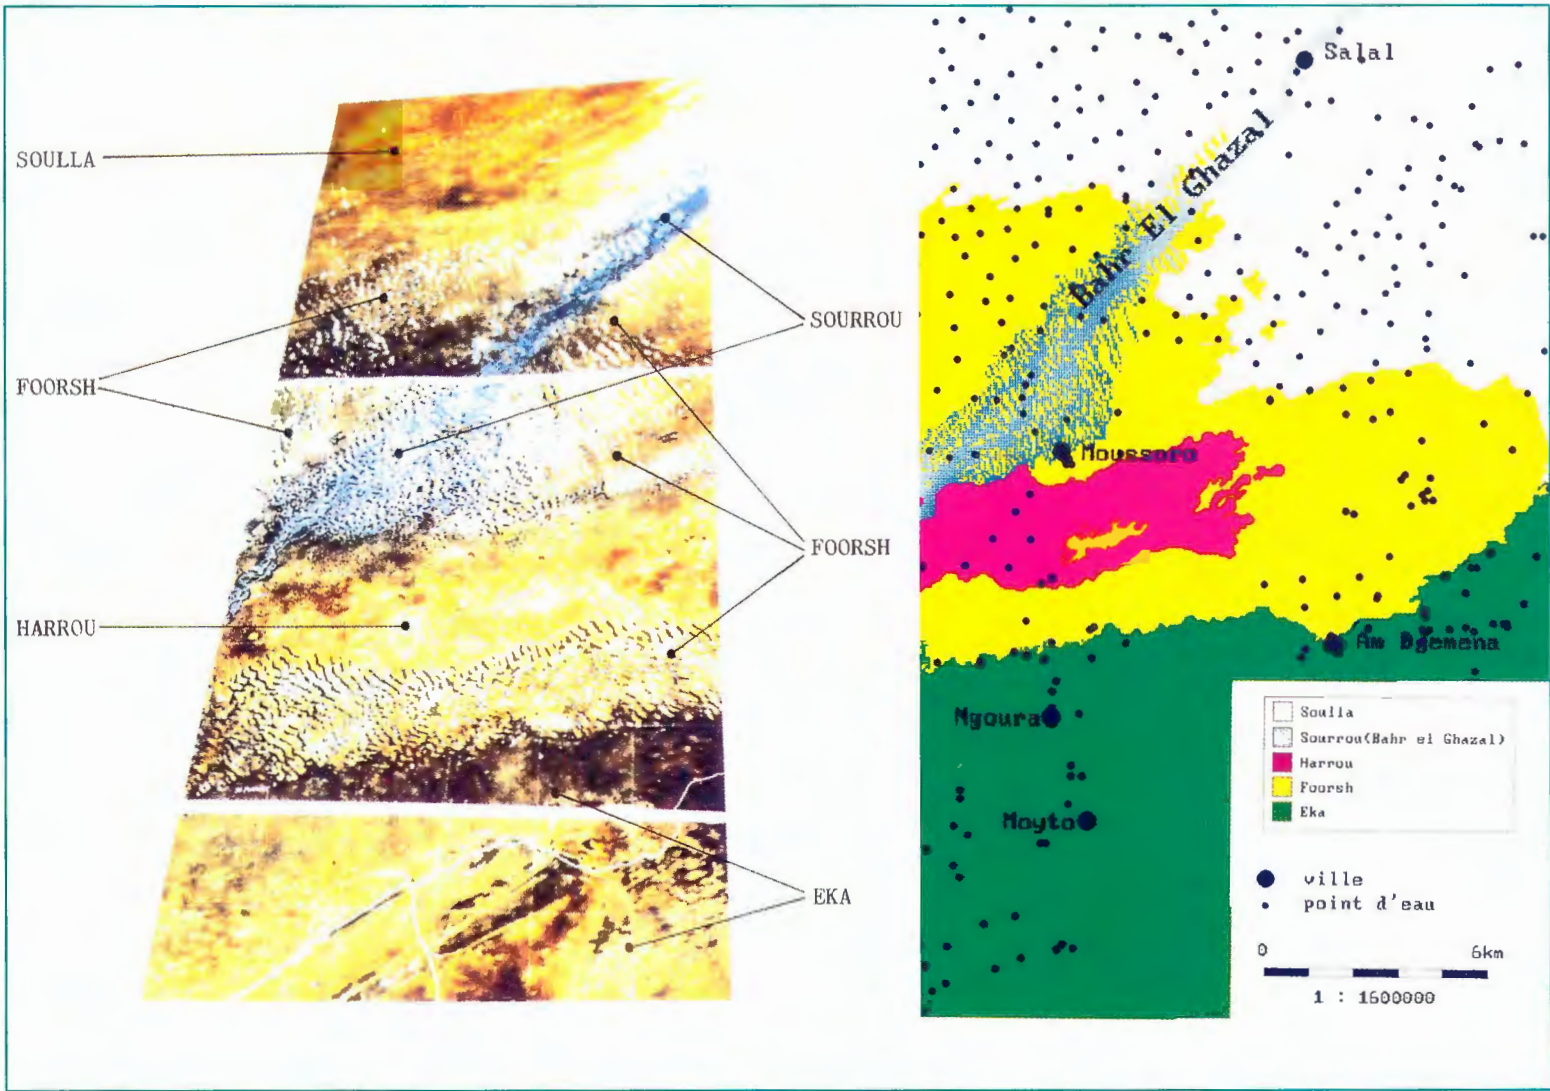 SOULLA
FOORSH
HARROU
SOURROU
FOORSH
EKA
Salal
Bahr El Ghazal
Moussoro
Am Djemena
Ngoura
Moyto
Soulla
Sourrou(Bahr el Ghazal)
Harrou
Foorsh
Eka
ville
point d'eau
0 6km
1 : 1600000